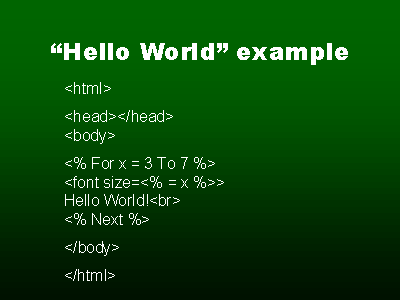 “Hello World” example
<html>
<head></head>
<body>
<% For x = 3 To 7 %>
<font size=<% = x %>>
Hello World!<br>
<% Next %>
</body>
</html>